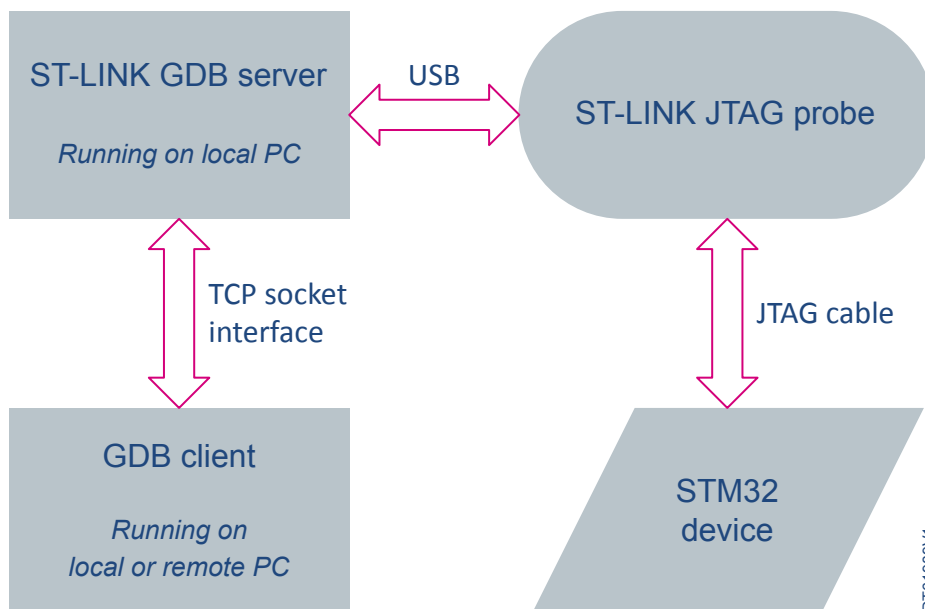 ST-LINK GDB server
Running on local PC
USB
ST-LINK JTAG probe
TCP socket
interface
JTAG cable
GDB client
Running on
local or remote PC
STM32
device